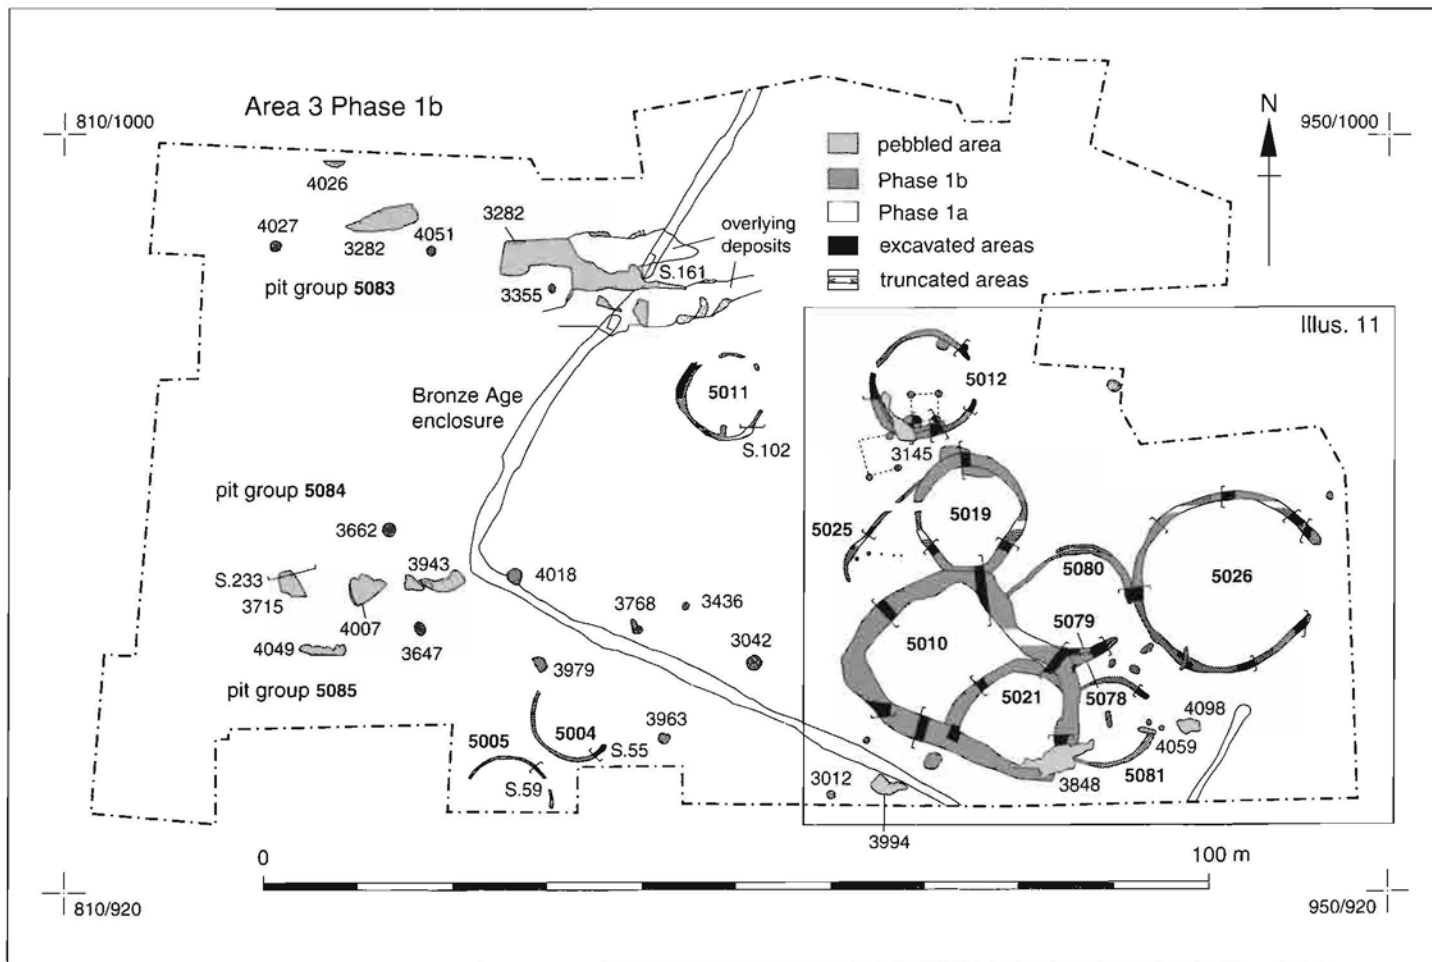 Area 3 Phase 1b
810/1000
950/1000
N
pebbled area
Phase 1b
Phase 1a
excavated areas
truncated areas
4026
4027
3282
4051
3282
overlying
deposits
S.161
3355
pit group 5083
Illus. 11
5012
5011
S.102
Bronze Age
enclosure
3145
pit group 5084
3662
5019
5025
S.233
3943
3715
4007
4018
5080
5026
3768
3436
5079
4049
3647
3042
5010
3979
pit group 5085
5021
5078
5004
3963
4098
5005
S.55
4059
S.59
3012
3848
5081
3994
0
100 m
810/920
950/920